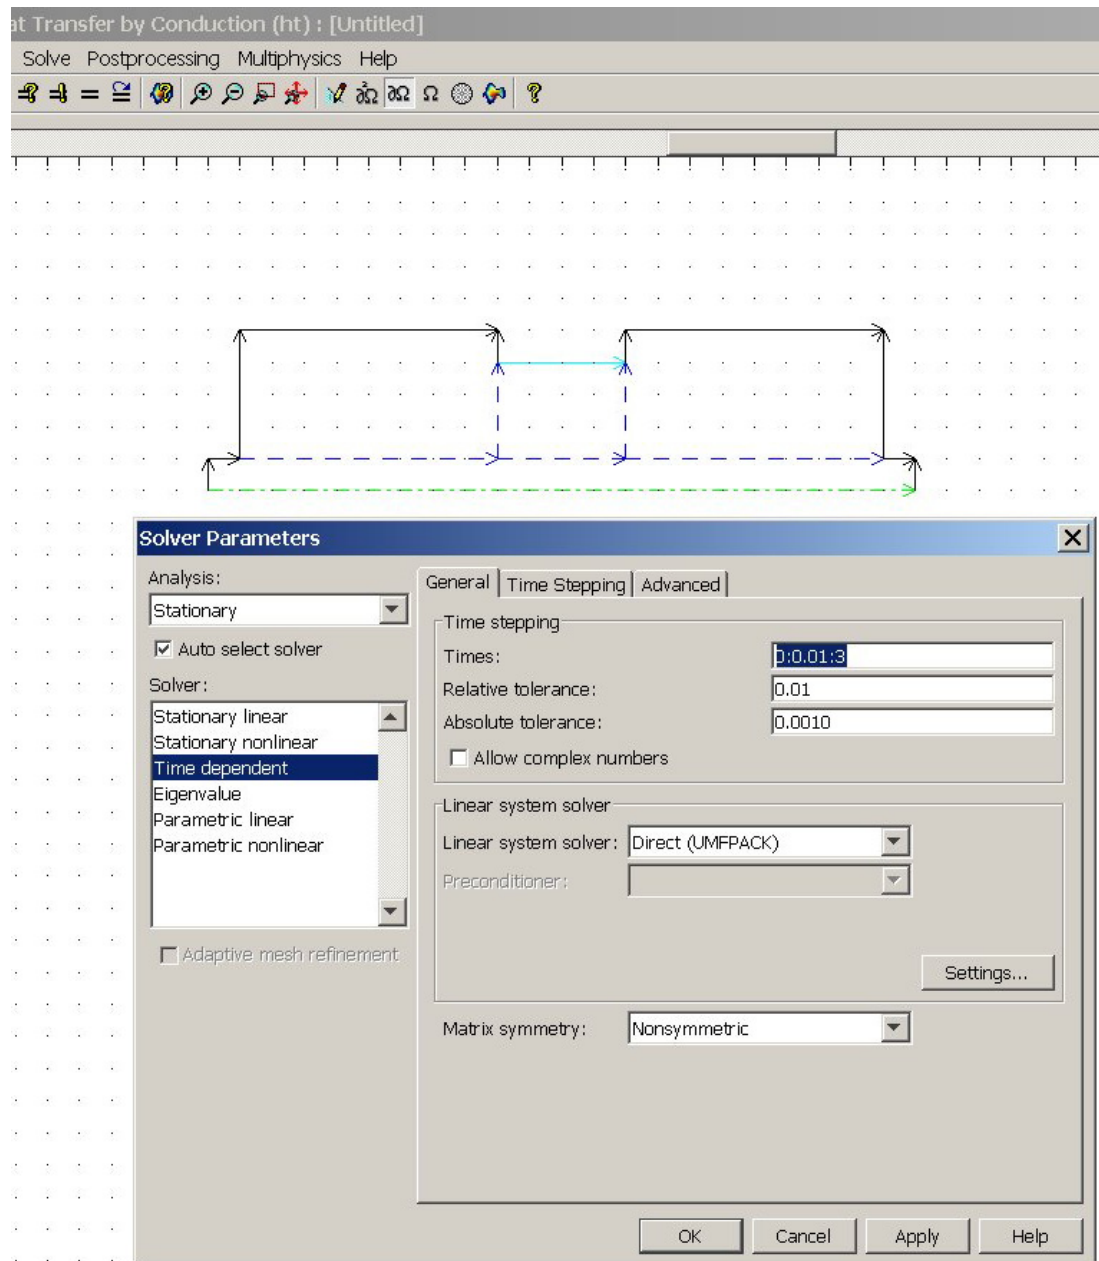 at Transfer by Conduction (ht) : [Untitled]
Solve Postprocessing Multiphysics Help
= ∂Ω Ω ?
Solver Parameters
Analysis:
Stationary
Auto select solver
Solver:
Stationary linear
Stationary nonlinear
Time dependent
Eigenvalue
Parametric linear
Parametric nonlinear
Adaptive mesh refinement
General Time Stepping Advanced
Time stepping
Times: 0:0.01:3
Relative tolerance: 0.01
Absolute tolerance: 0.0010
Allow complex numbers
Linear system solver
Linear system solver: Direct (UMFPACK)
Preconditioner:
Settings...
Matrix symmetry: Nonsymmetric
OK Cancel Apply Help